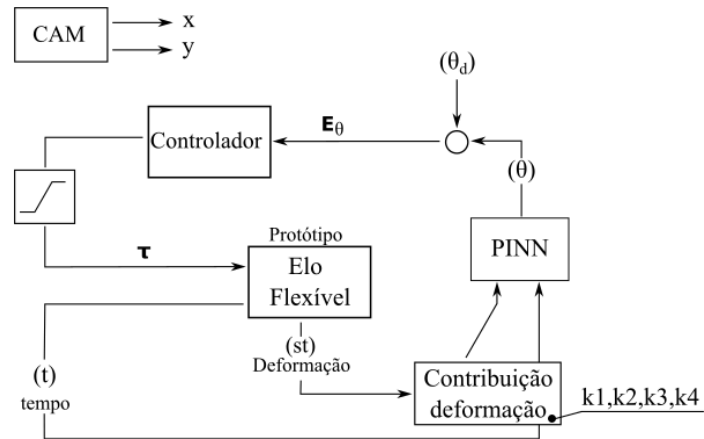 CAM
x
y
(θd)
Controlador
Eθ
(θ)
PINN
τ
Protótipo
Elo
Flexível
(st)
Deformação
(t)
tempo
Contribuição
deformação
k1,k2,k3,k4